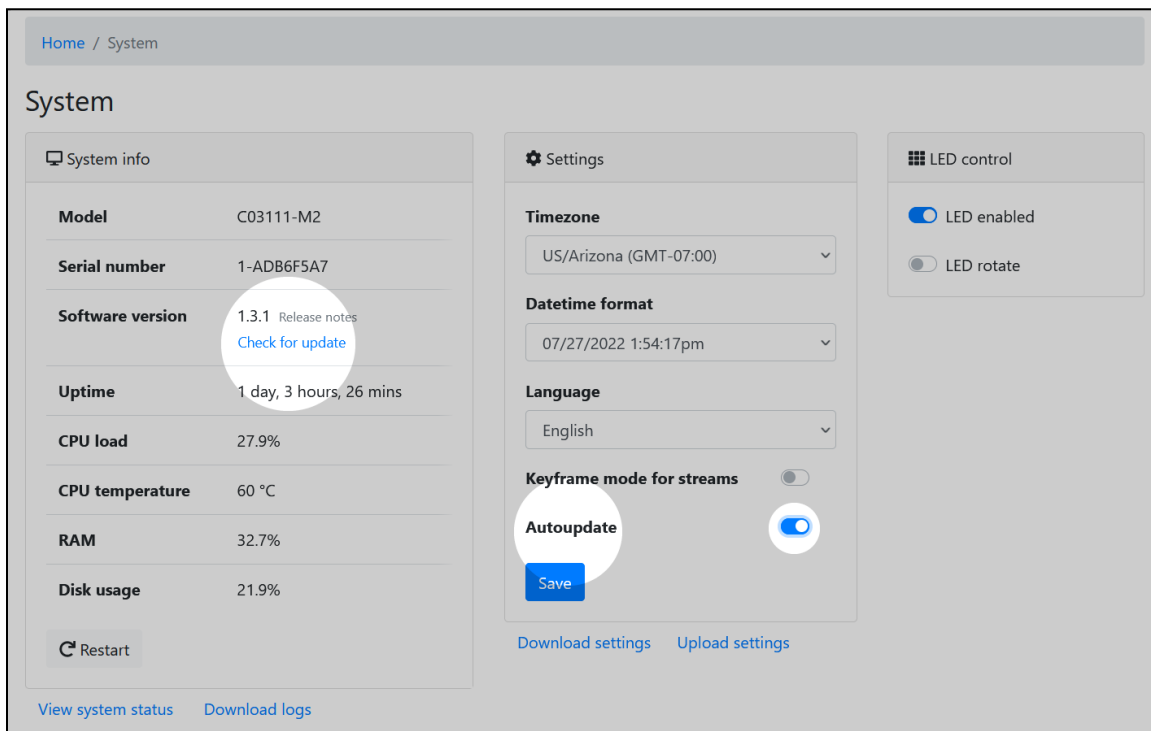 Home / System
System
System info
Model C03111-M2
Serial number 1-ADB6F5A7
Software version 1.3.1 Release notes
Check for update
Uptime 1 day, 3 hours, 26 mins
CPU load 27.9%
CPU temperature 60 °C
RAM 32.7%
Disk usage 21.9%
Restart
View system status Download logs
Settings
Timezone
US/Arizona (GMT-07:00)
Datetime format
07/27/2022 1:54:17pm
Language
English
Keyframe mode for streams
Autoupdate
Save
Download settings Upload settings
LED control
LED enabled
LED rotate